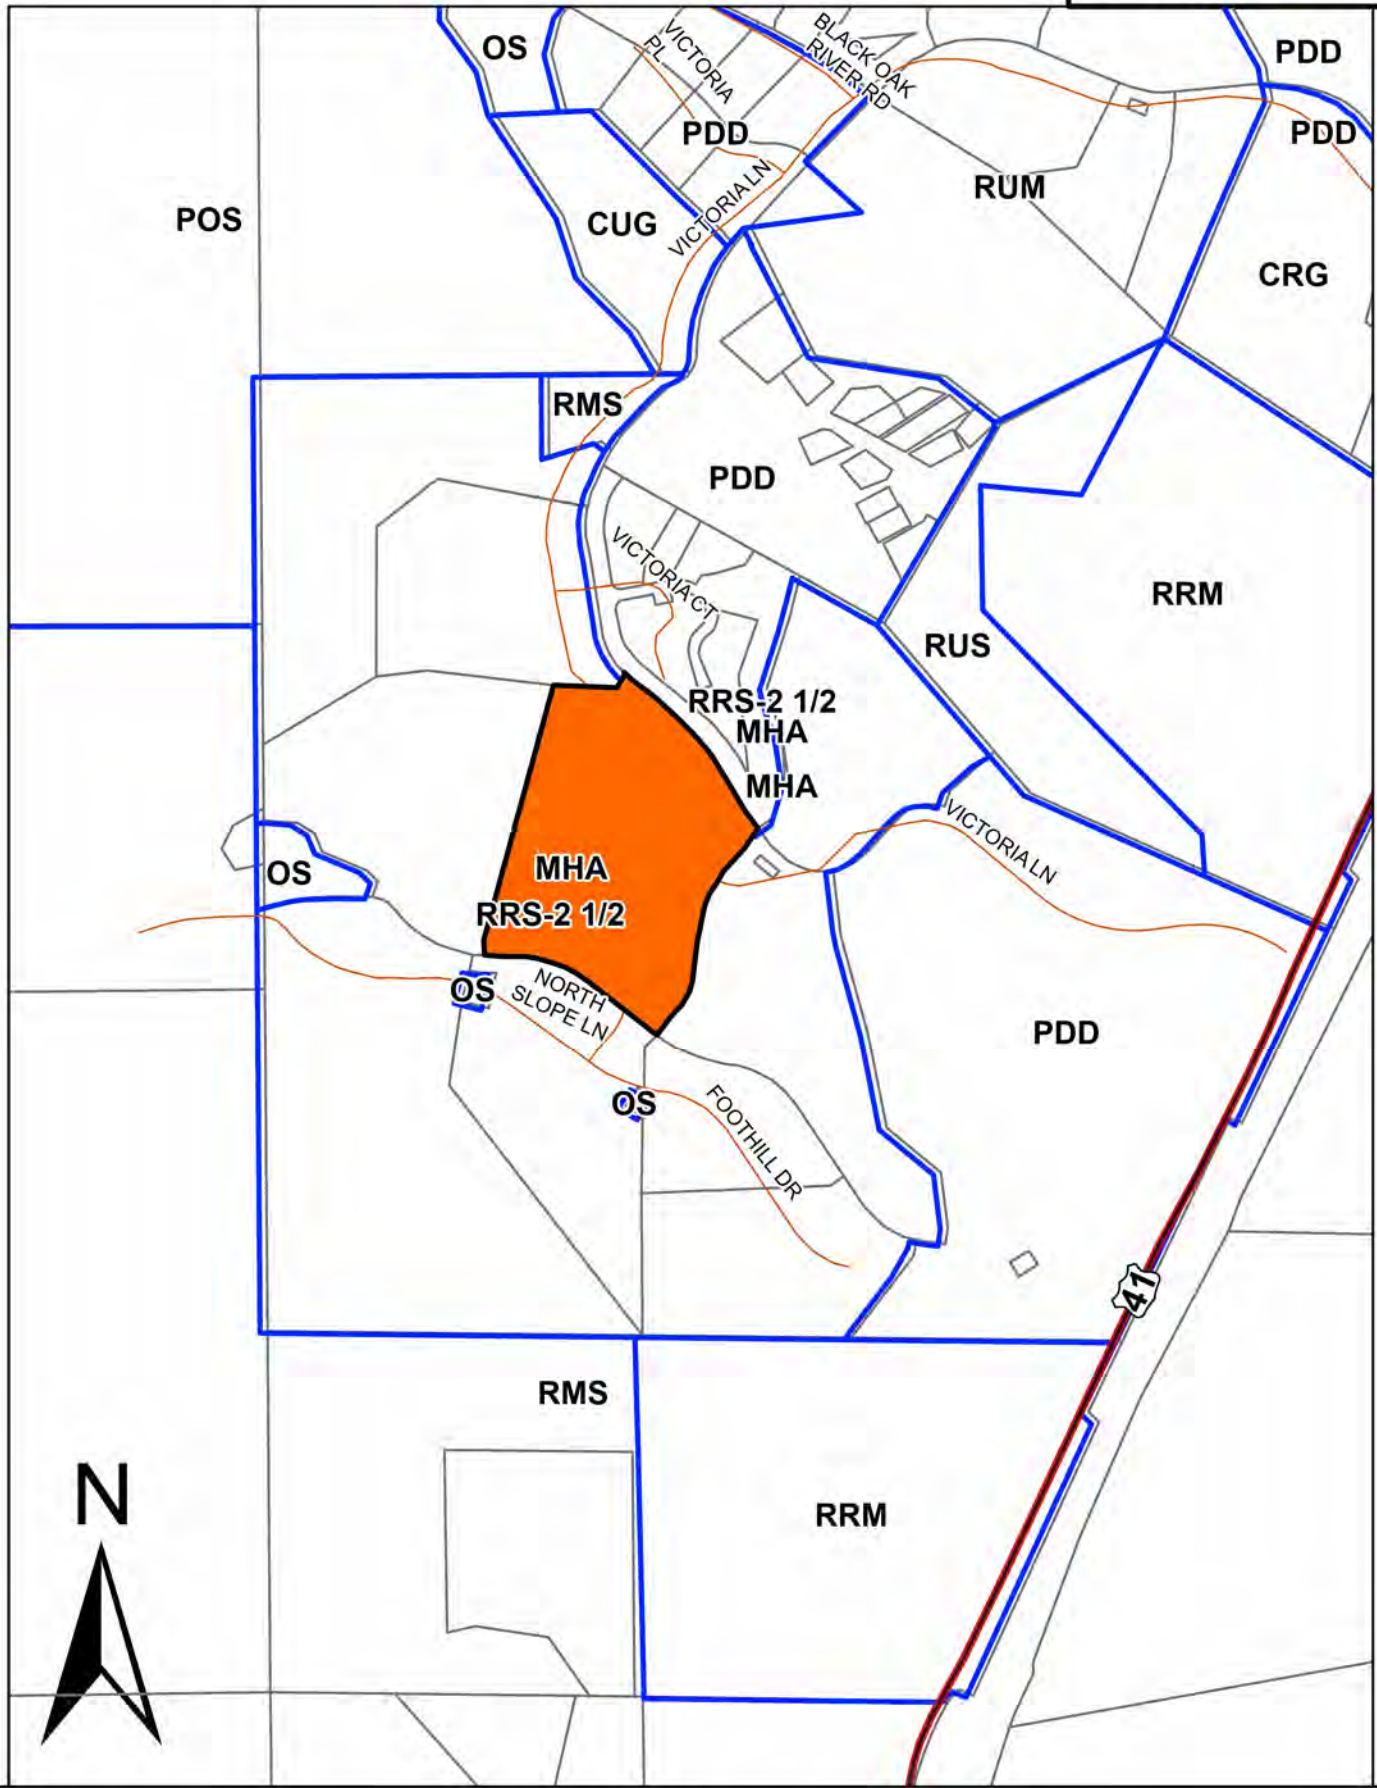 OS
VICTORIA
PL
BLACK OAK
RIVER RD
PDD
PDD
PDD
POS
CUG
VICTORIA LN
RUM
CRG
RMS
PDD
VICTORIA CT
RRM
RUS
RRS-2 1/2
MHA
MHA
VICTORIA LN
OS
MHA
RRS-2 1/2
OS
NORTH
SLOPE LN
PDD
OS
FOOTHILL DR
41
RMS
RRM
N